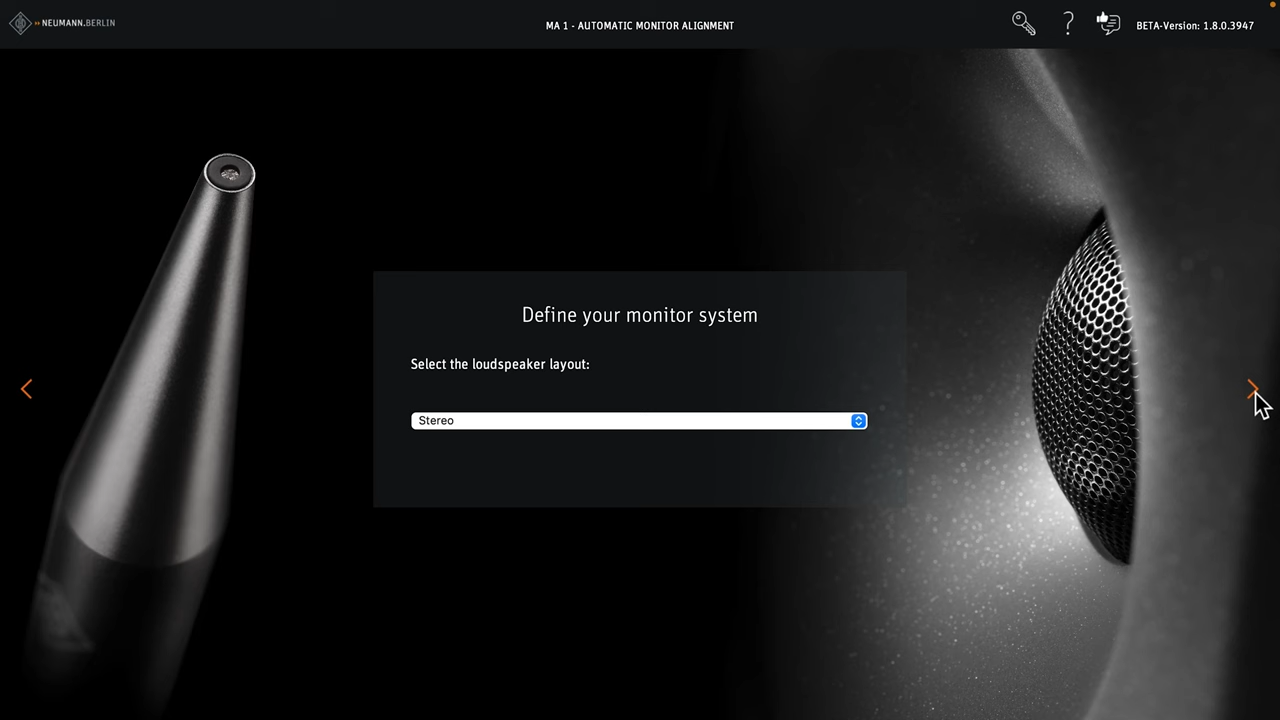 NEUMANN.BERLIN
MA 1 - AUTOMATIC MONITOR ALIGNMENT
BETA-Version: 1.8.0.3947
Define your monitor system
Select the loudspeaker layout:
Stereo